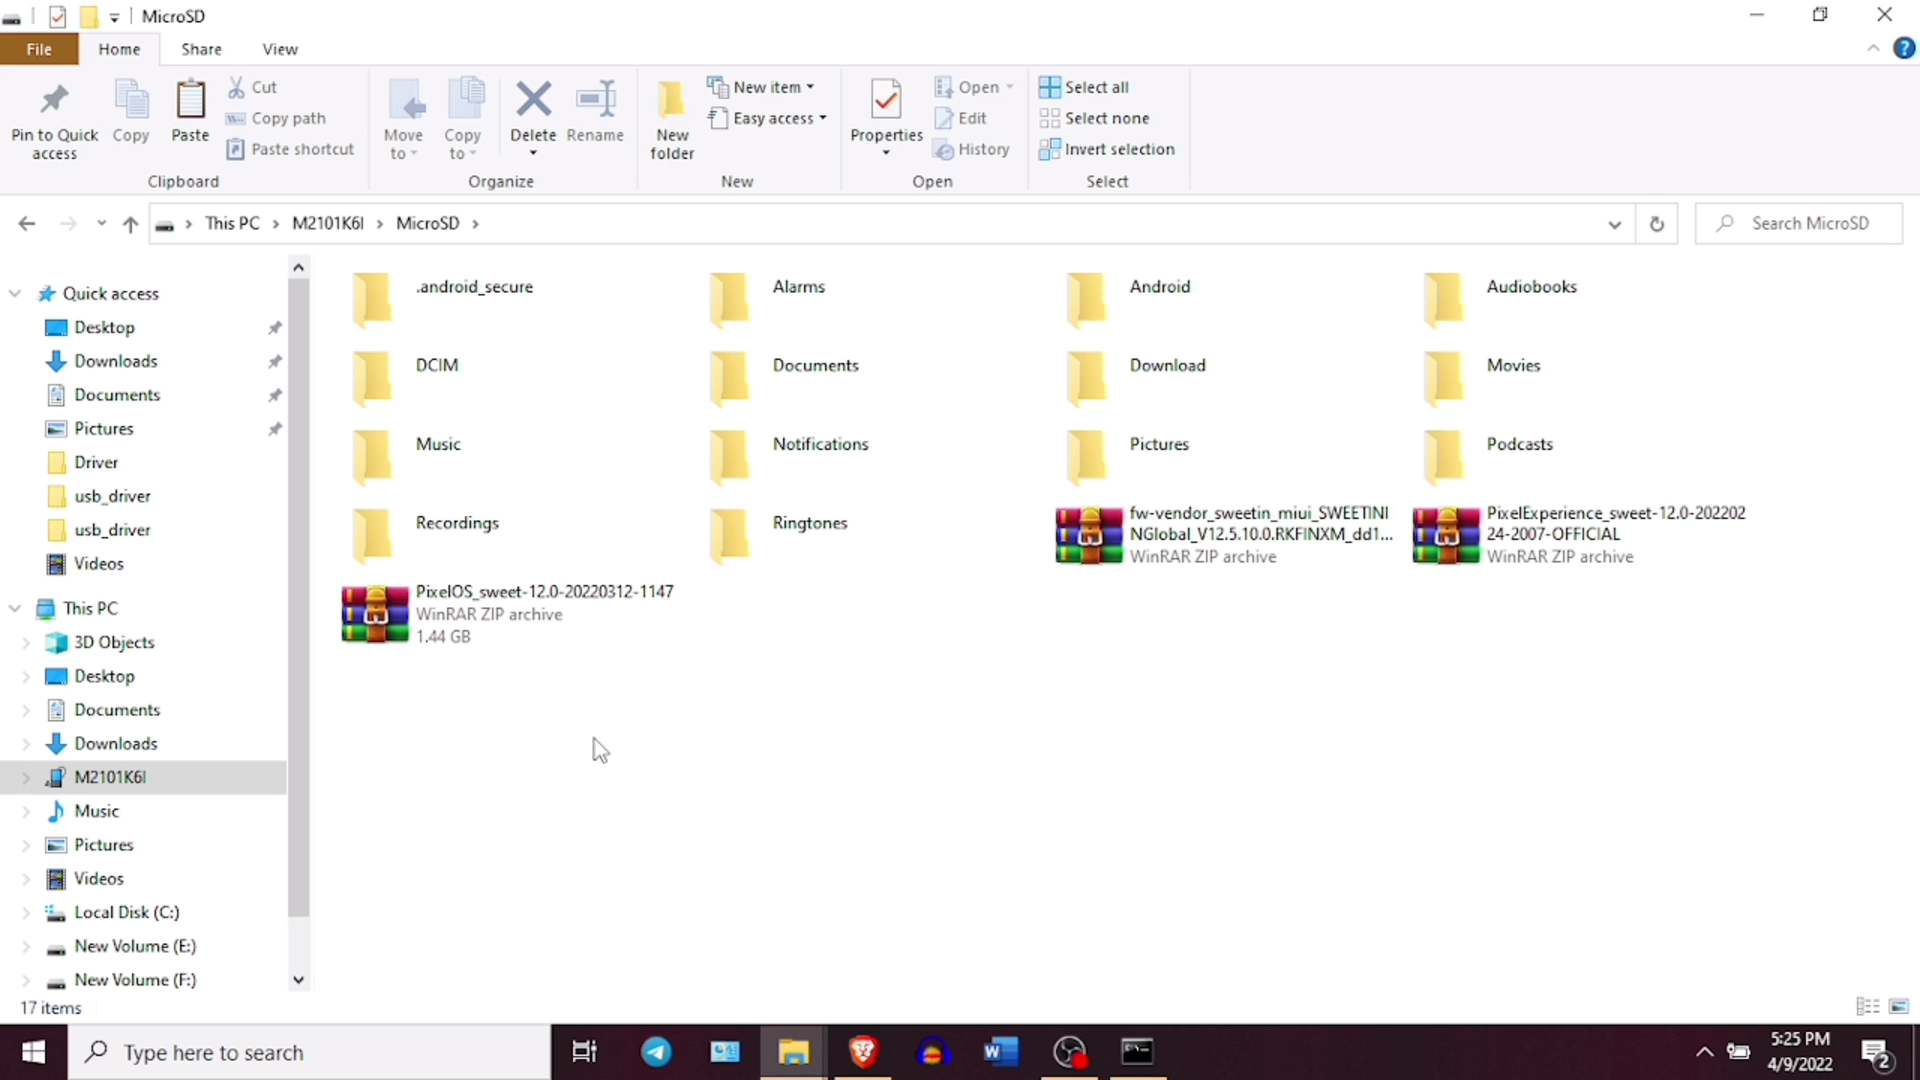 MicroSD
File
Home
Share
View
Pin to Quick
access
Copy
Paste
Cut
Copy path
Paste shortcut
Clipboard
Move
to
Copy
to
Delete
Rename
Organize
New
folder
New item
Easy access
New
Properties
Open
Edit
History
Open
Select all
Select none
Invert selection
Select
This PC
M2101K6I
MicroSD
Search MicroSD
Quick access
Desktop
Downloads
Documents
Pictures
Driver
usb_driver
usb_driver
Videos
This PC
3D Objects
Desktop
Documents
Downloads
M2101K6I
Music
Pictures
Videos
Local Disk (C:)
New Volume (E:)
New Volume (F:)
.android_secure
Alarms
Android
Audiobooks
DCIM
Documents
Download
Movies
Music
Notifications
Pictures
Podcasts
Recordings
Ringtones
fw-vendor_sweetin_miui_SWEETINI
NGlobal_V12.5.10.0.RKFINXM_dd1...
WinRAR ZIP archive
PixelExperience_sweet-12.0-202202
24-2007-OFFICIAL
WinRAR ZIP archive
PixelOS_sweet-12.0-20220312-1147
WinRAR ZIP archive
1.44 GB
17 items
Type here to search
5:25 PM
4/9/2022
2